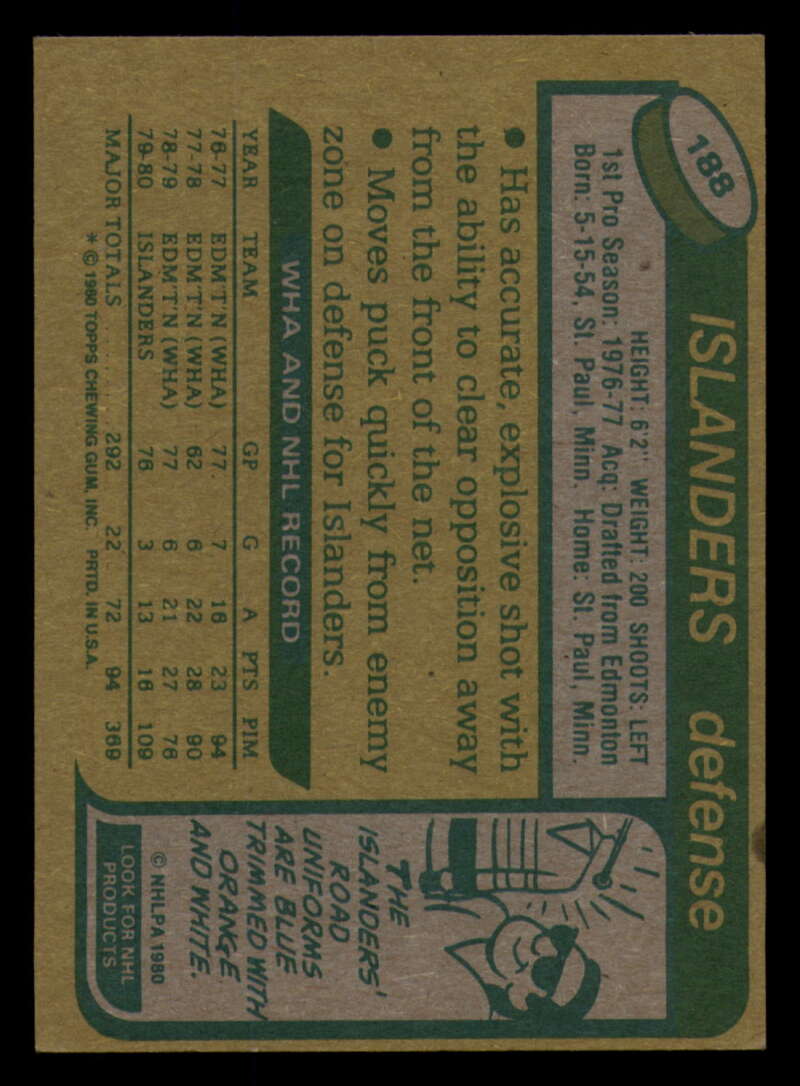 188
ISLANDERS defense
HEIGHT: 6'2" WEIGHT: 200 SHOOTS: LEFT
1st Pro Season: 1976-77 Acq: Drafted from Edmonton
Born: 5-15-54, St. Paul, Minn. Home: St. Paul, Minn.
• Has accurate, explosive shot with
the ability to clear opposition away
from the front of the net.
• Moves puck quickly from enemy
zone on defense for Islanders.
WHA AND NHL RECORD
YEAR TEAM GP G A PTS PIM
76-77 EDM'T'N (WHA) 77 7 16 23 94
77-78 EDM'T'N (WHA) 62 6 22 28 90
78-79 EDM'T'N (WHA) 77 6 21 27 76
79-80 ISLANDERS 76 3 13 16 109
MAJOR TOTALS ...... 292 22 72 94 369
* © 1980 TOPPS CHEWING GUM, INC. PRTD. IN U.S.A.
THE
ISLANDERS'
ROAD
UNIFORMS
ARE BLUE
TRIMMED WITH
ORANGE
AND WHITE.
© NHLPA 1980
LOOK FOR NHL
PRODUCTS